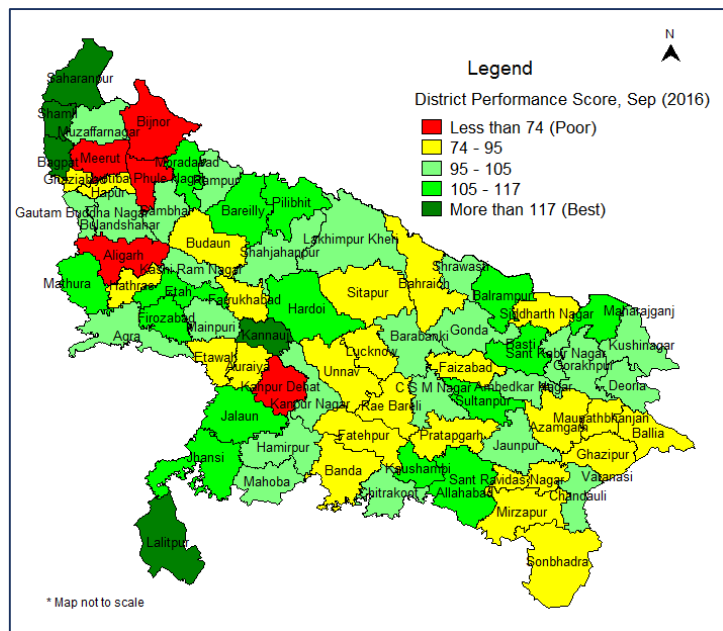 N
Legend
District Performance Score, Sep (2016)
Less than 74 (Poor)
74 - 95
95 - 105
105 - 117
More than 117 (Best)
Saharanpur
Shamli
Muzaffarnagar
Bijnor
Bagpat
Meerut
Moradabad
Ghaziabad
Phule Nagar
Rampur
Hapur
Gautam Buddha Nagar
Sambhal
Bareilly
Pilibhit
Bulandshahar
Lakhimpur Kheri
Budaun
Shahjahanpur
Aligarh
Kashi Ram Nagar
Bahraich
Shrawasti
Mathura
Hathras
Etah
Farrukhabad
Hardoi
Sitapur
Balrampur
Siddharth Nagar
Maharajganj
Firozabad
Mainpuri
Gonda
Kushinagar
Agra
Kannauj
Barabanki
Basti
Sant Kabir Nagar
Gorakhpur
Etawah
Auraiya
Lucknow
Unnav
Faizabad
Deoria
Kanpur Dehat
C S M Nagar
Ambedkar Nagar
Kanpur Nagar
Rae Bareli
Sultanpur
Jalaun
Azamgarh
Maunathbhanjan
Ballia
Fatehpur
Pratapgarh
Jaunpur
Hamirpur
Ghazipur
Jhansi
Banda
Kaushambi
Sant Ravidas Nagar
Varanasi
Mahoba
Chitrakoot
Allahabad
Chandauli
Mirzapur
Lalitpur
Sonbhadra
* Map not to scale